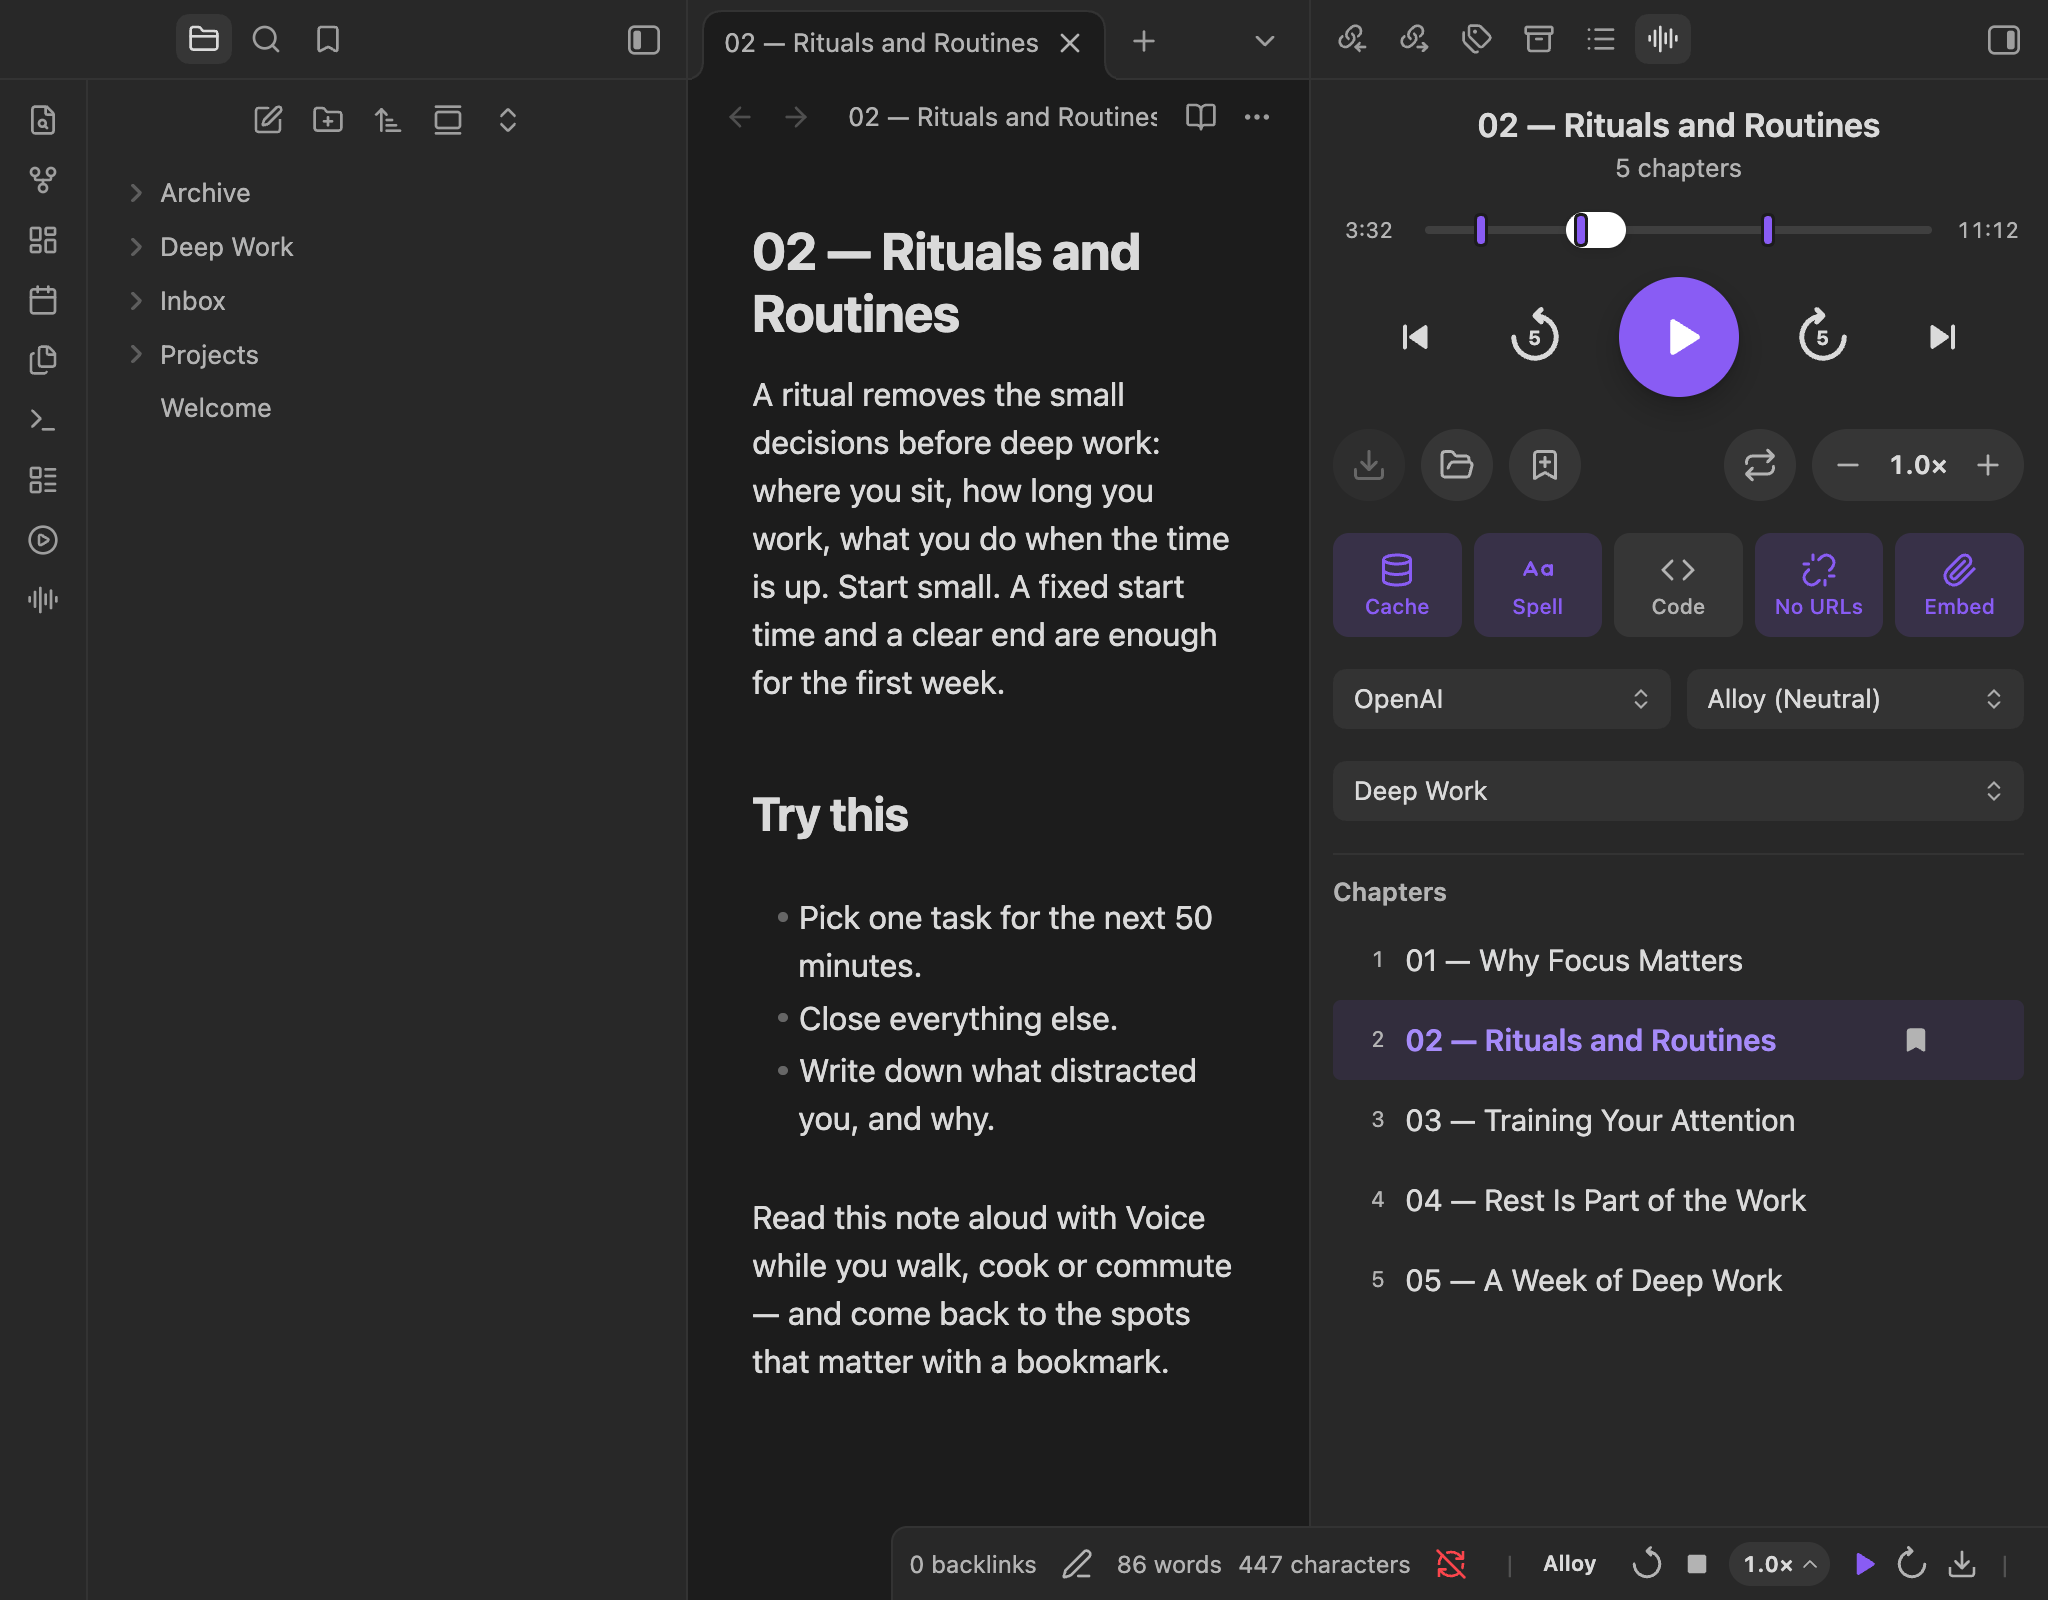 02 — Rituals and Routines
Archive
Deep Work
Inbox
Projects
Welcome
02 — Rituals and Routines
02 — Rituals and
Routines
A ritual removes the small
decisions before deep work:
where you sit, how long you
work, what you do when the time
is up. Start small. A fixed start
time and a clear end are enough
for the first week.
Try this
Pick one task for the next 50
minutes.
Close everything else.
Write down what distracted
you, and why.
Read this note aloud with Voice
while you walk, cook or commute
— and come back to the spots
that matter with a bookmark.
02 — Rituals and Routines
5 chapters
3:32 11:12
5 5
1.0×
Cache Spell Code No URLs Embed
OpenAI Alloy (Neutral)
Deep Work
Chapters
1 01 — Why Focus Matters
2 02 — Rituals and Routines
3 03 — Training Your Attention
4 04 — Rest Is Part of the Work
5 05 — A Week of Deep Work
0 backlinks 86 words 447 characters Alloy 1.0×